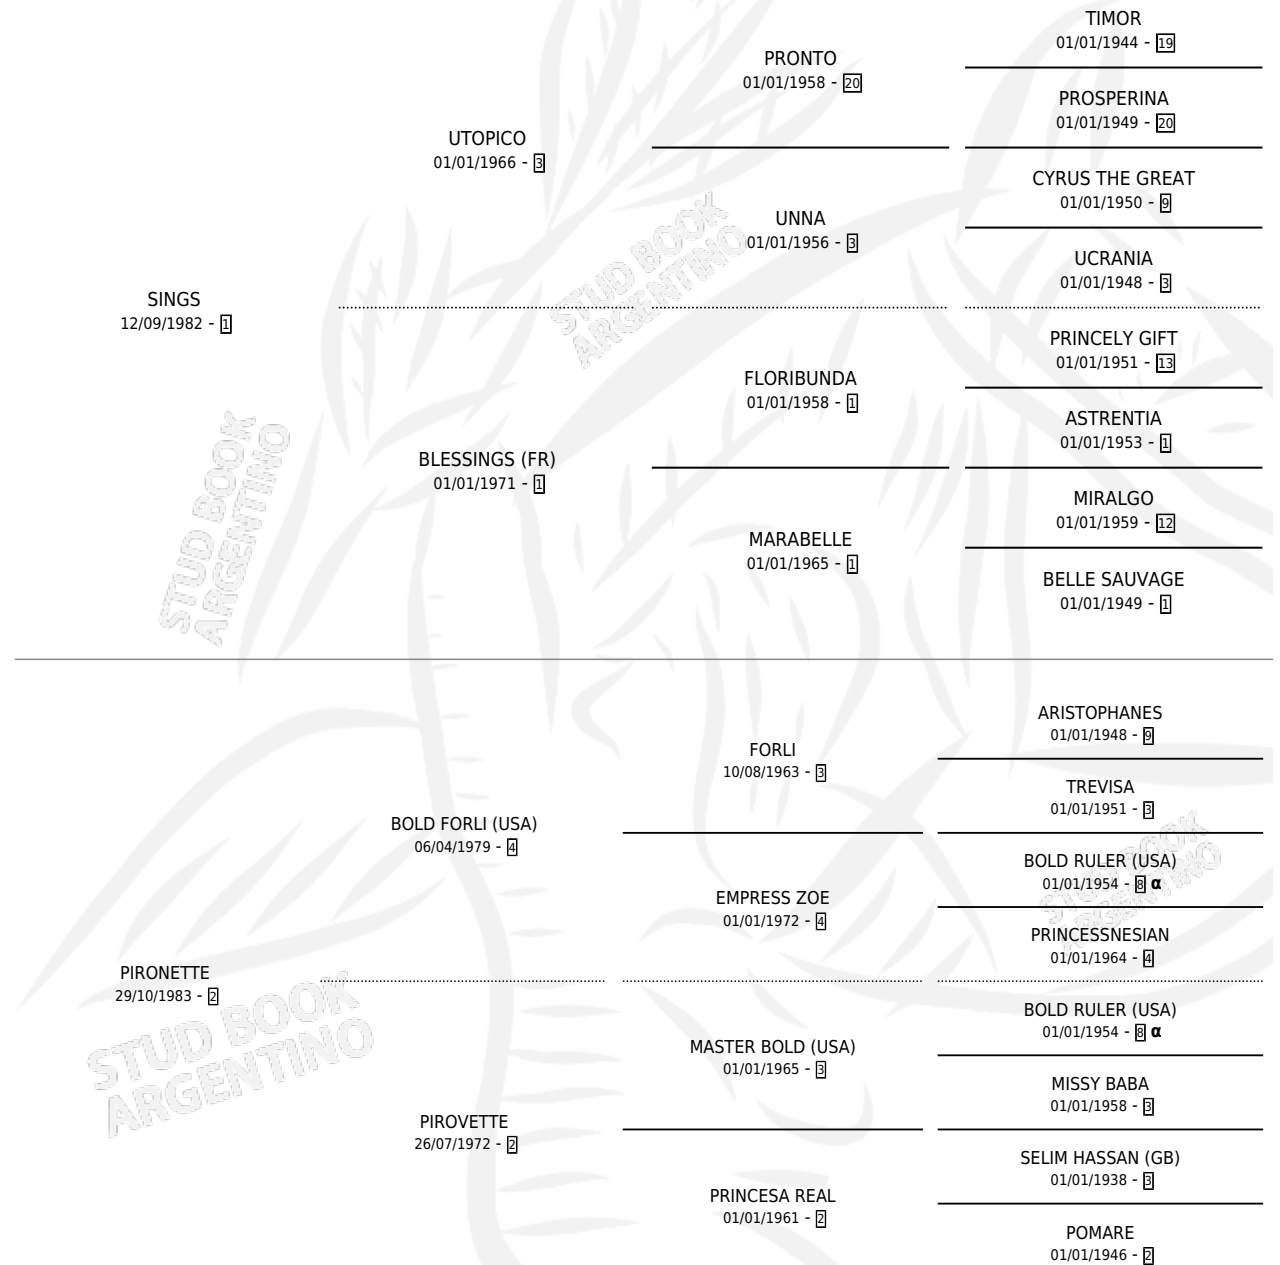 TIMOR
01/01/1944 - 19
PRONTO
01/01/1958 - 20
PROSPERINA
01/01/1949 - 20
UTOPICO
01/01/1966 - 3
CYRUS THE GREAT
01/01/1950 - 9
UNNA
01/01/1956 - 3
UCRANIA
01/01/1948 - 3
SINGS
12/09/1982 - 1
PRINCELY GIFT
01/01/1951 - 13
FLORIBUNDA
01/01/1958 - 1
ASTRENTIA
01/01/1953 - 1
BLESSINGS (FR)
01/01/1971 - 1
MIRALGO
01/01/1959 - 12
MARABELLE
01/01/1965 - 1
BELLE SAUVAGE
01/01/1949 - 1
ARISTOPHANES
01/01/1948 - 9
FORLI
10/08/1963 - 3
TREVISA
01/01/1951 - 3
BOLD FORLI (USA)
06/04/1979 - 4
BOLD RULER (USA)
01/01/1954 - 8 α
EMPRESS ZOE
01/01/1972 - 4
PRINCESSNESIAN
01/01/1964 - 4
PIRONETTE
29/10/1983 - 2
BOLD RULER (USA)
01/01/1954 - 8 α
MASTER BOLD (USA)
01/01/1965 - 3
MISSY BABA
01/01/1958 - 3
PIROVETTE
26/07/1972 - 2
SELIM HASSAN (GB)
01/01/1938 - 3
PRINCESA REAL
01/01/1961 - 2
POMARE
01/01/1946 - 2
STUD BOOK
ARGENTINO
STUD BOOK
ARGENTINO
STUD BOOK
ARGENTINO
STUD BOOK
ARGENTINO